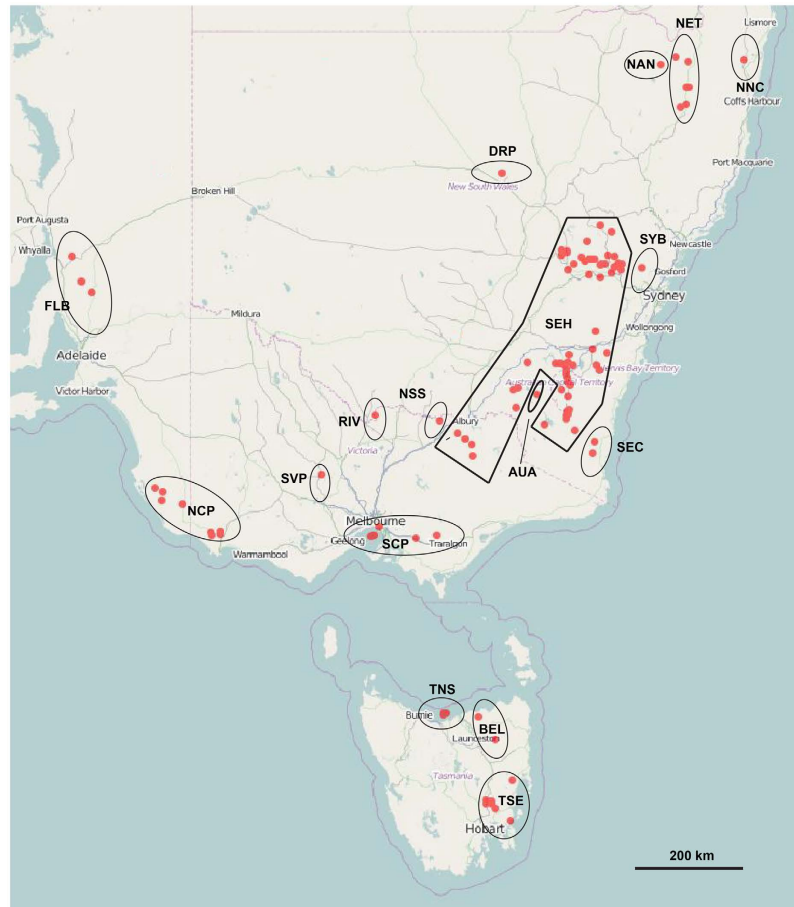 NET
Lismore
NAN
NNC
Coffs Harbour
DRP
New South Wales
Port Macquarie
Broken Hill
Port Augusta
Whyalla
SYB
Newcastle
Gosford
Sydney
FLB
Mildura
SEH
Wollongong
Adelaide
Jervis Bay Territory
Australian Capital Territory
Victor Harbor
NSS
RIV
Albury
Victoria
SEC
AUA
SVP
NCP
Melbourne
Geelong
SCP
Traralgon
Warrnambool
TNS
Burnie
BEL
Launceston
Tasmania
TSE
Hobart
200 km